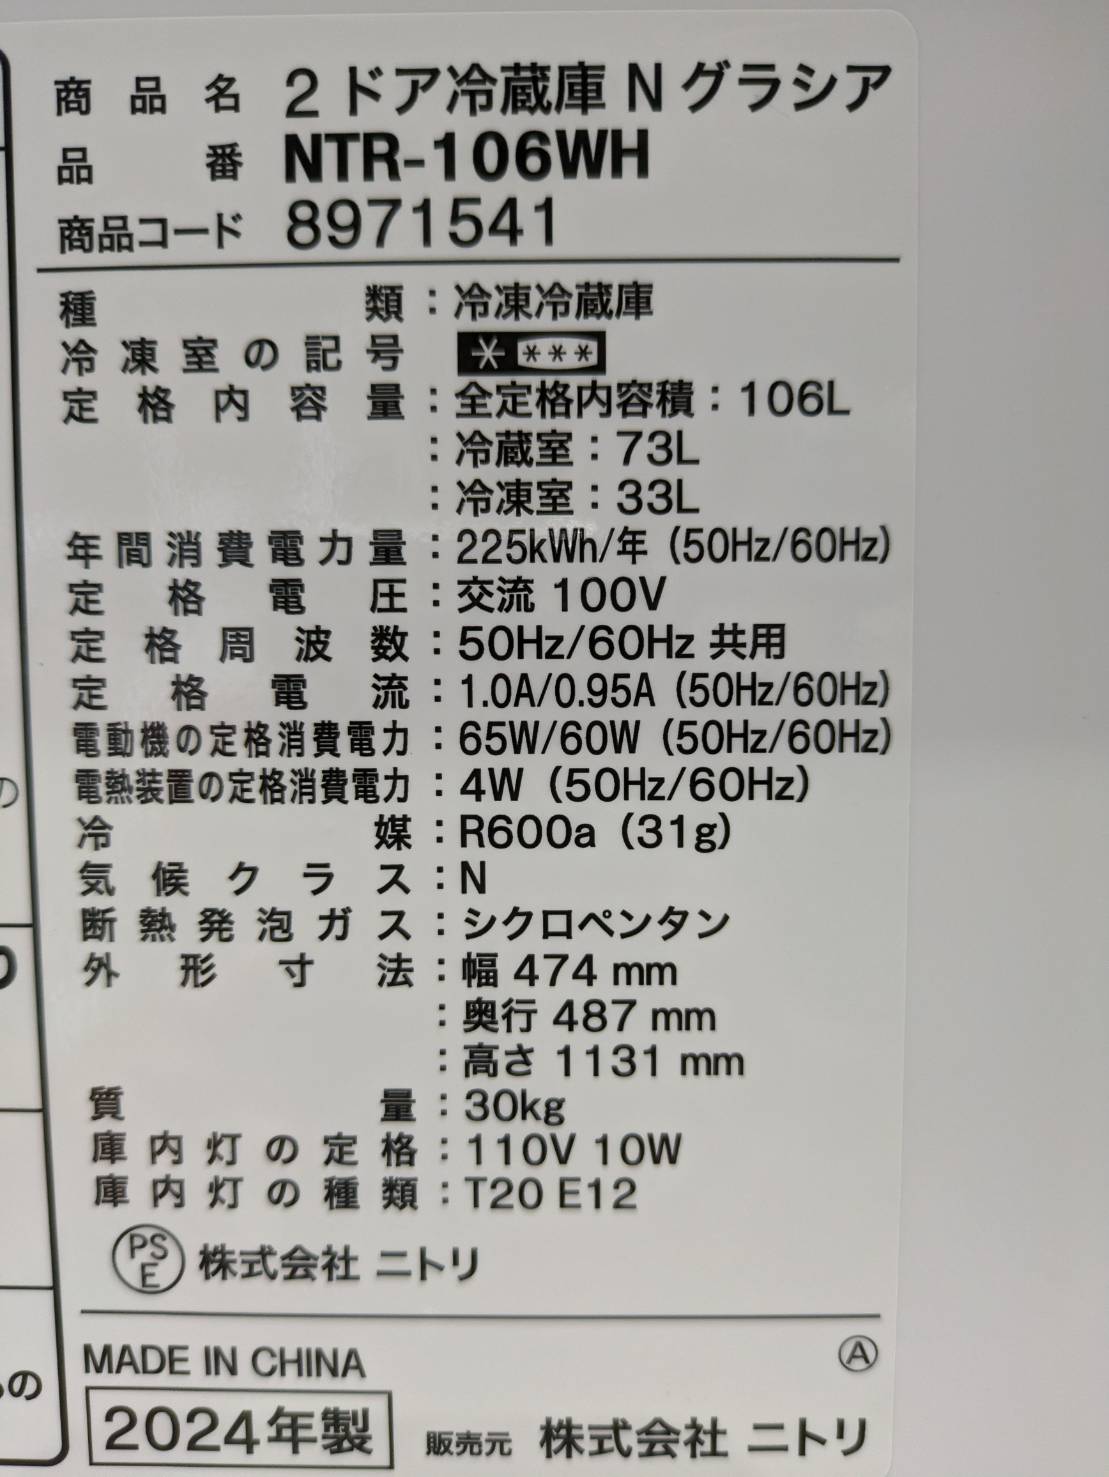 商品名 2ドア冷蔵庫 N グラシア
品番 NTR-106WH
商品コード 8971541
種類：冷凍冷蔵庫
冷凍室の記号 * ***
定格内容量：全定格内容積：106L
：冷蔵室：73L
：冷凍室：33L
年間消費電力量：225kWh/年 (50Hz/60Hz)
定格電圧：交流 100V
定格周波数：50Hz/60Hz 共用
定格電流：1.0A/0.95A (50Hz/60Hz)
電動機の定格消費電力：65W/60W (50Hz/60Hz)
電熱装置の定格消費電力：4W (50Hz/60Hz)
冷媒：R600a (31g)
気候クラス：N
断熱発泡ガス：シクロペンタン
外形寸法：幅 474 mm
：奥行 487 mm
：高さ 1131 mm
質量：30kg
庫内灯の定格：110V 10W
庫内灯の種類：T20 E12
PSE 株式会社 ニトリ
MADE IN CHINA Ⓐ
2024年製 販売元 株式会社 ニトリ
の
の